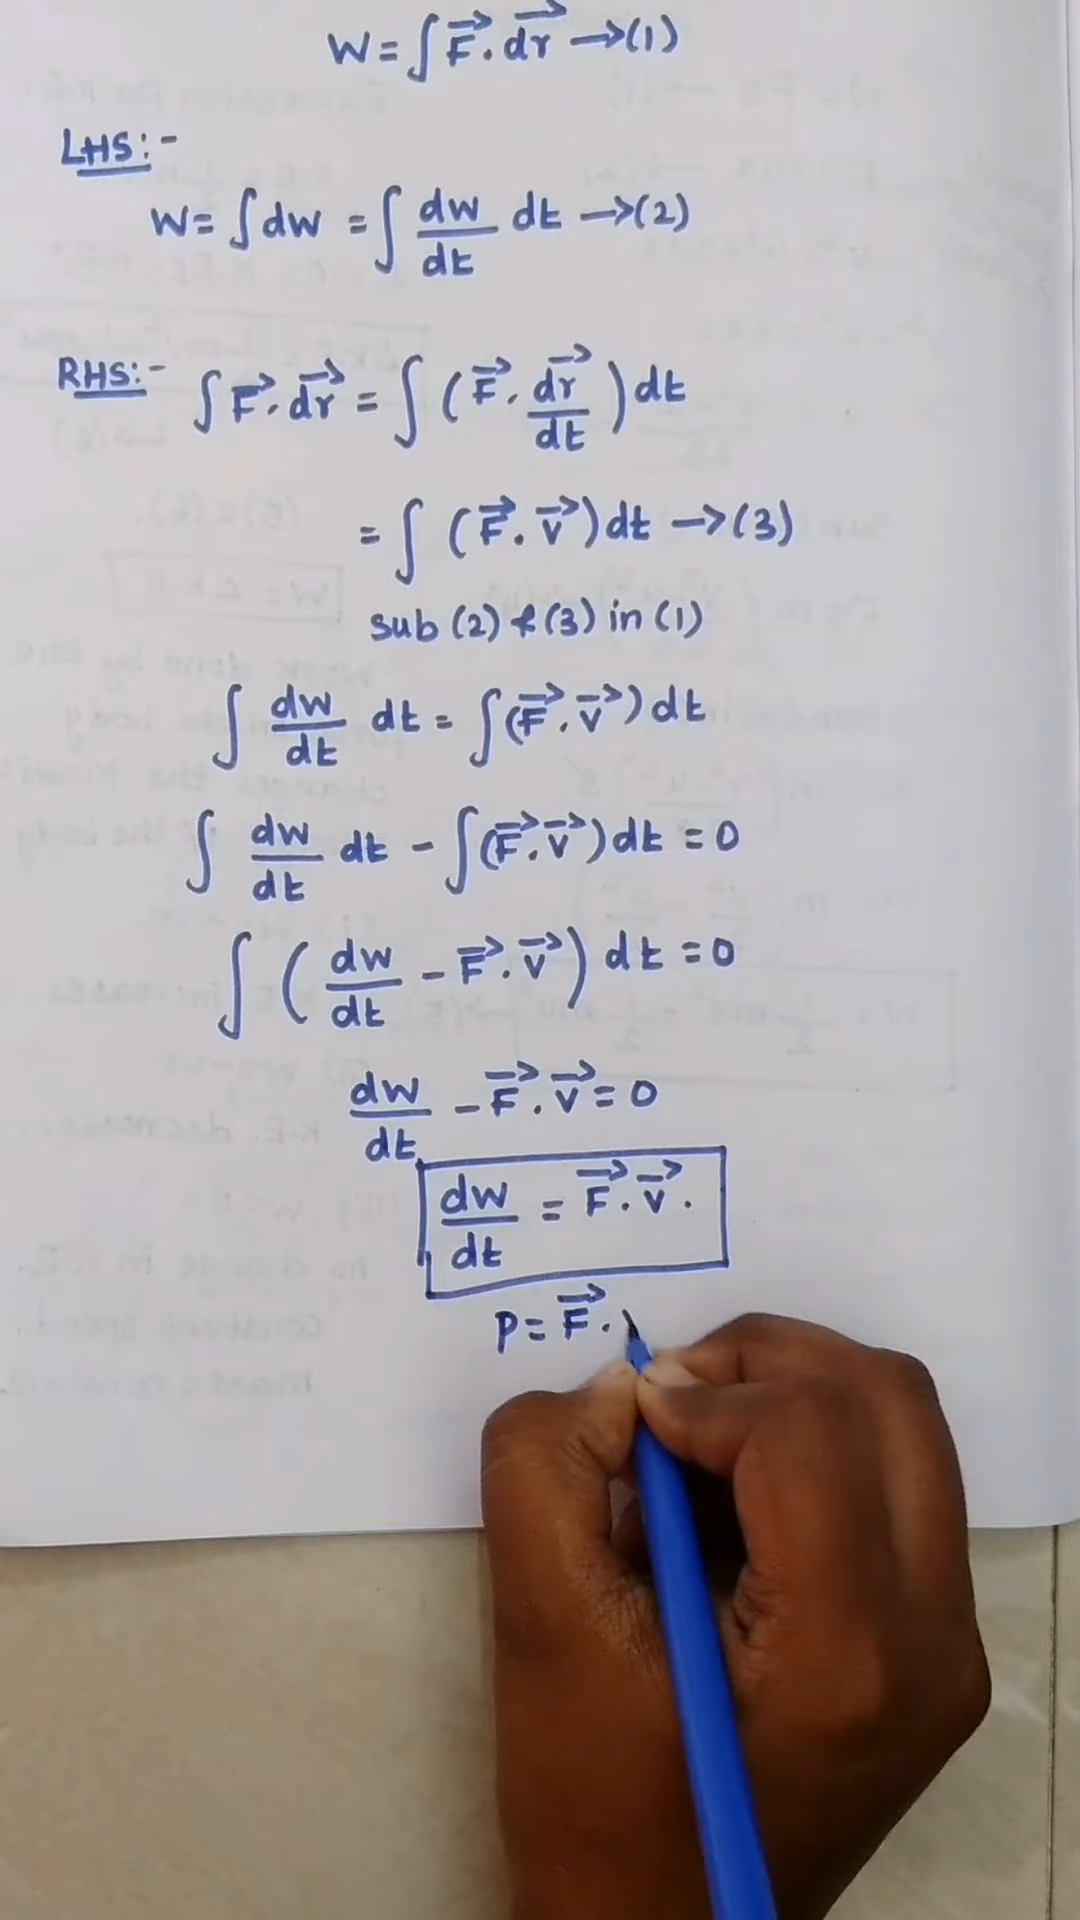 W = ∫ F⃗ . dr⃗ → (1)
LHS:-
W = ∫ dw = ∫ dw/dt dt → (2)
RHS:- ∫ F⃗ . dr⃗ = ∫ ( F⃗ . dr⃗/dt ) dt
= ∫ ( F⃗ . v⃗ ) dt → (3)
sub (2) & (3) in (1)
∫ dw/dt dt = ∫ ( F⃗ . v⃗ ) dt
∫ dw/dt dt - ∫ ( F⃗ . v⃗ ) dt = 0
∫ ( dw/dt - F⃗ . v⃗ ) dt = 0
dw/dt - F⃗ . v⃗ = 0
dw/dt = F⃗ . v⃗ .
P = F⃗ .